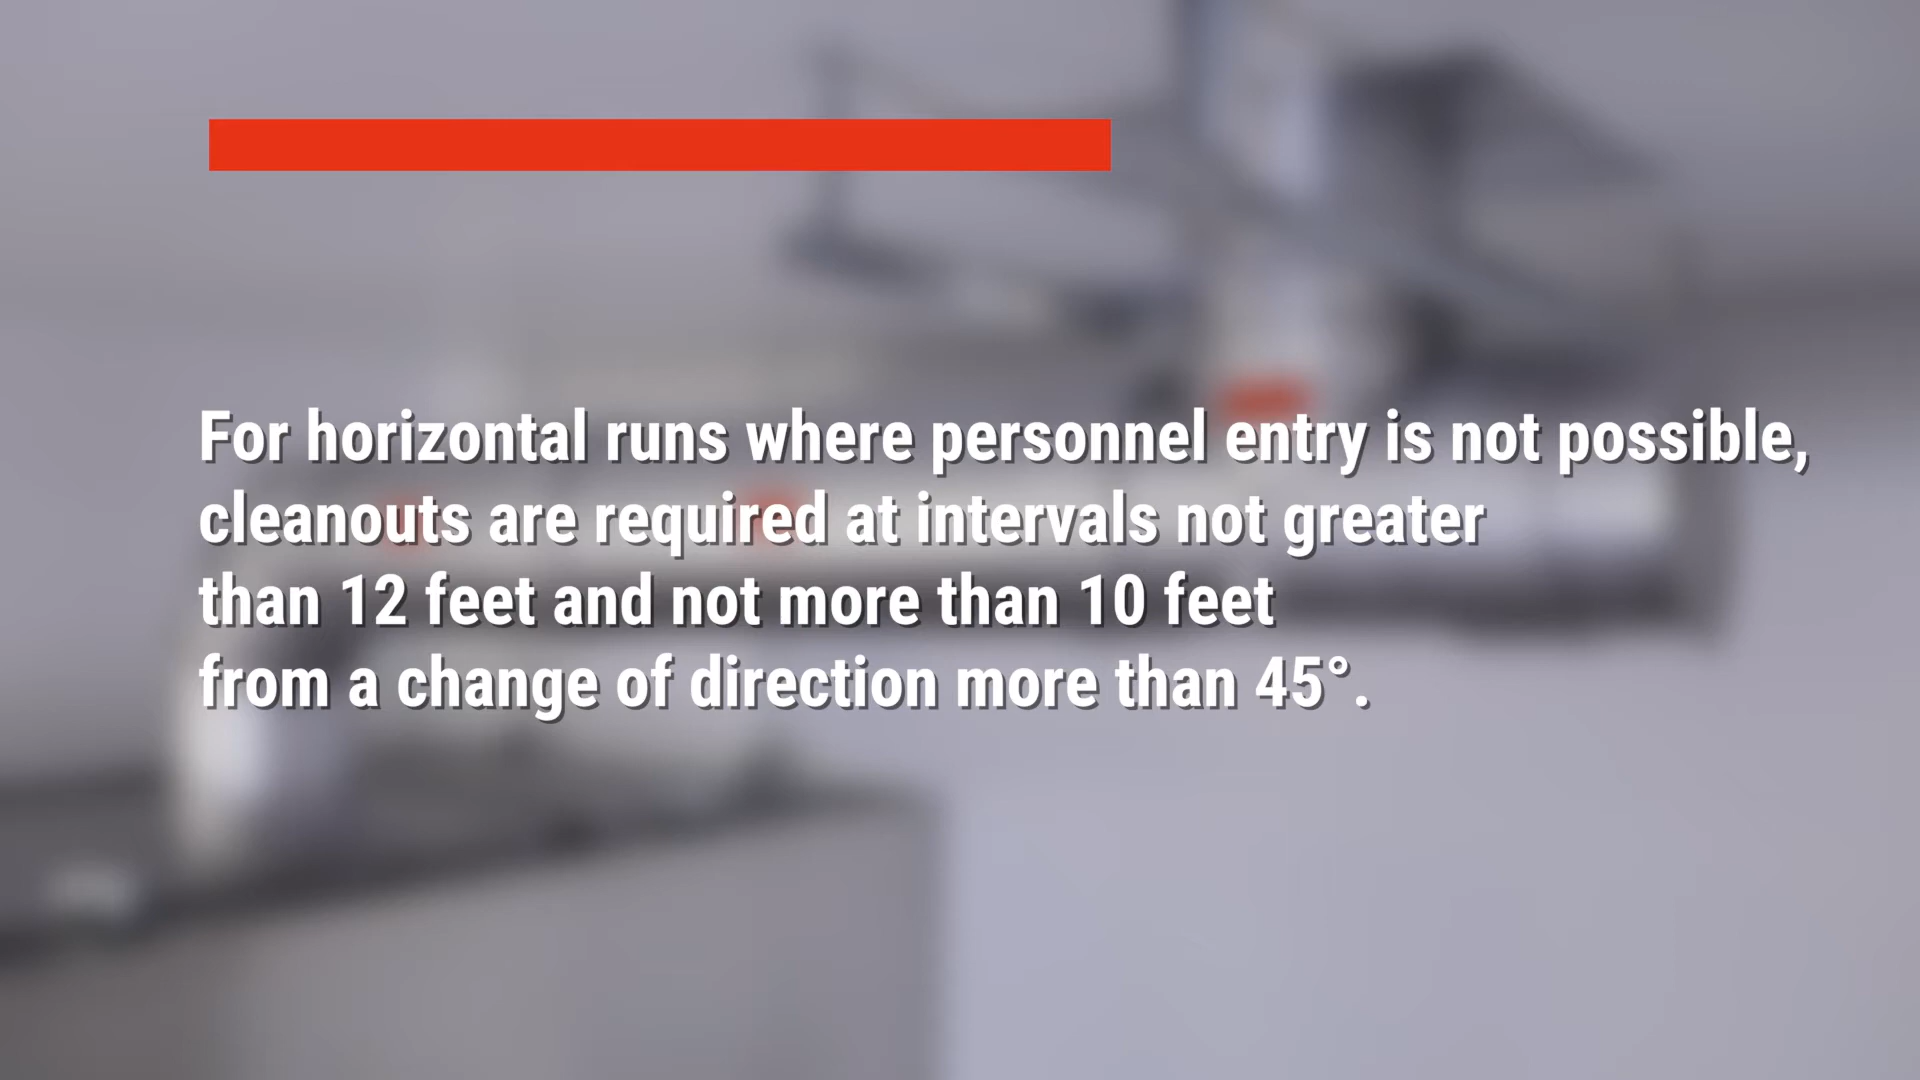 For horizontal runs where personnel entry is not possible,
cleanouts are required at intervals not greater
than 12 feet and not more than 10 feet
from a change of direction more than 45°.